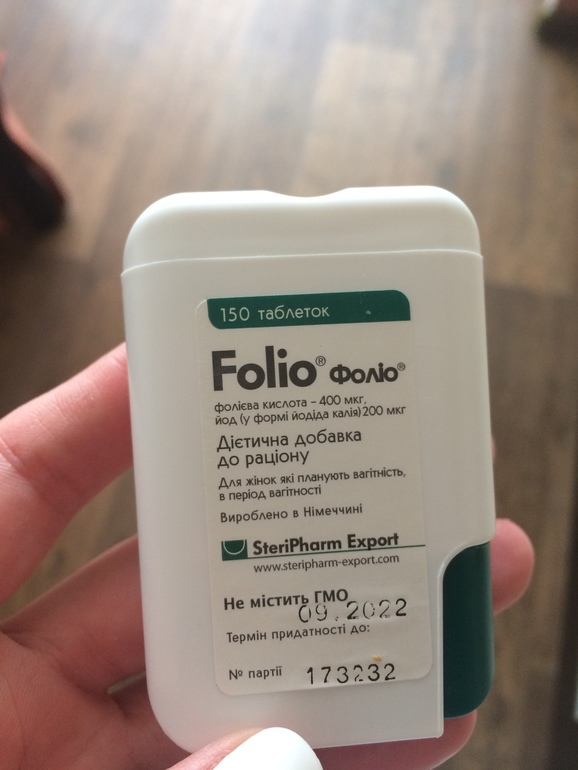 150 таблеток
Folio® Фоліо®
фолієва кислота – 400 мкг,
йод (у формі йодіда калія) 200 мкг
Дієтична добавка
до раціону
Для жінок які планують вагітність,
в період вагітності
Вироблено в Німеччині
SteriPharm Export
www.steripharm-export.com
Не містить ГМО
09.2022
Термін придатності до:
№ партії 173232